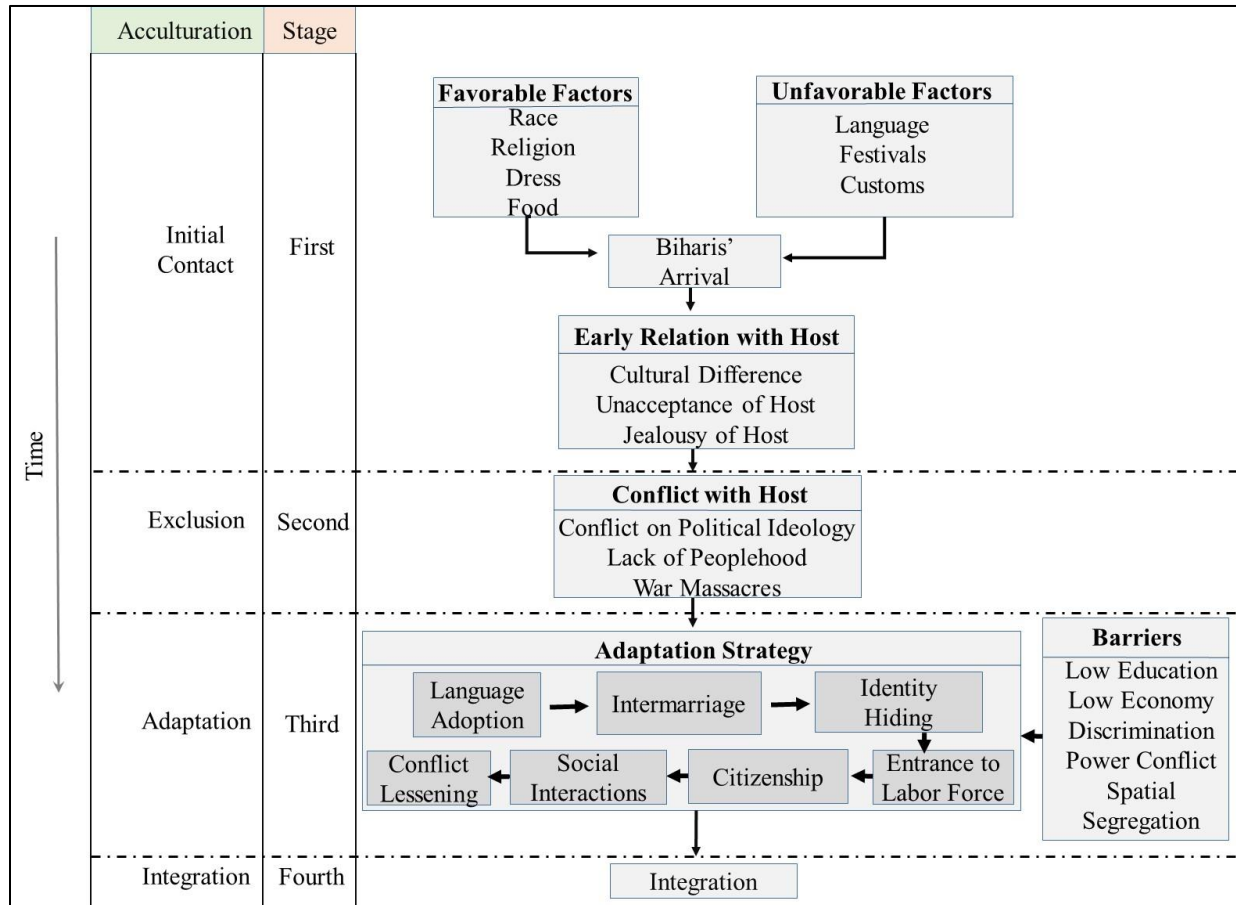 Acculturation
Stage
Favorable Factors
Race
Religion
Dress
Food
Unfavorable Factors
Language
Festivals
Customs
Time
Initial
Contact
First
Biharis’
Arrival
Early Relation with Host
Cultural Difference
Unacceptance of Host
Jealousy of Host
Exclusion
Second
Conflict with Host
Conflict on Political Ideology
Lack of Peoplehood
War Massacres
Adaptation
Third
Adaptation Strategy
Language
Adoption
Intermarriage
Identity
Hiding
Entrance to
Labor Force
Citizenship
Social
Interactions
Conflict
Lessening
Barriers
Low Education
Low Economy
Discrimination
Power Conflict
Spatial
Segregation
Integration
Fourth
Integration